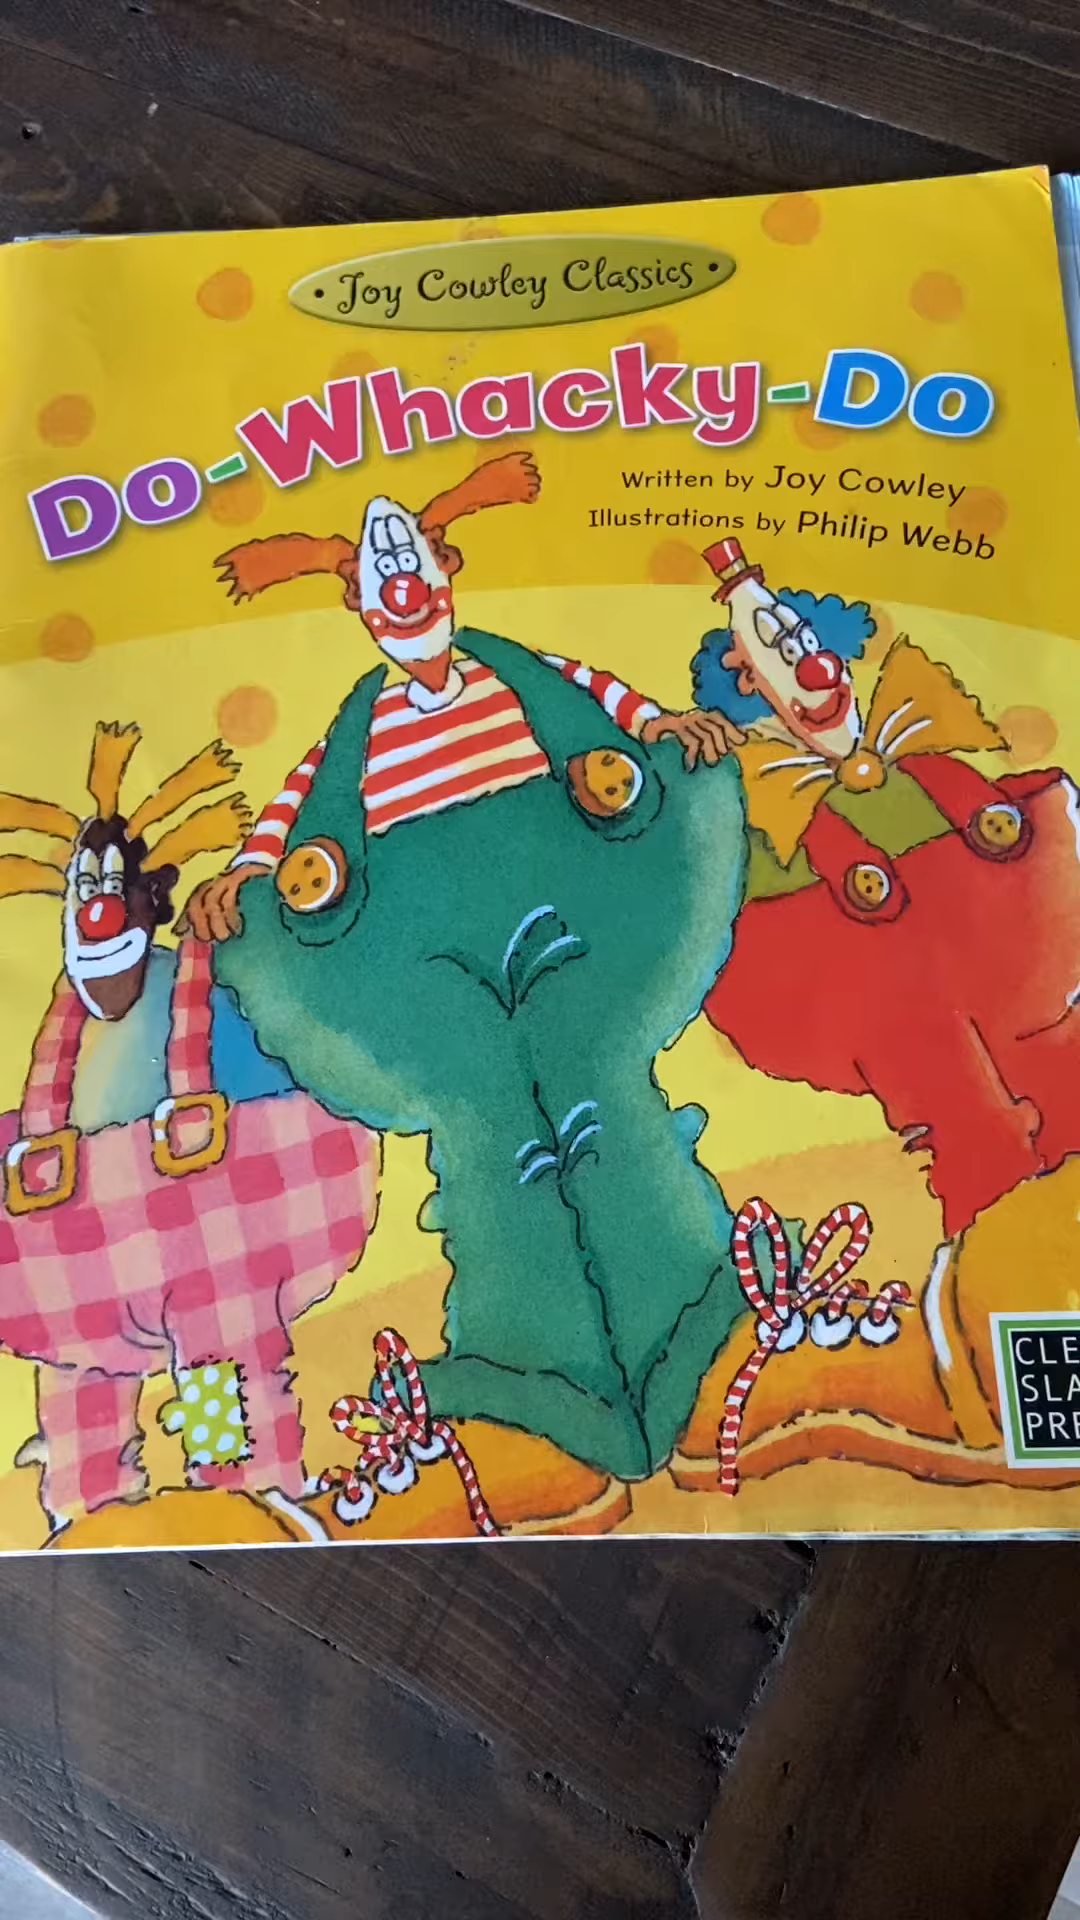 • Joy Cowley Classics •
Do-Whacky-Do
Written by Joy Cowley
Illustrations by Philip Webb
CLE
SLA
PRE